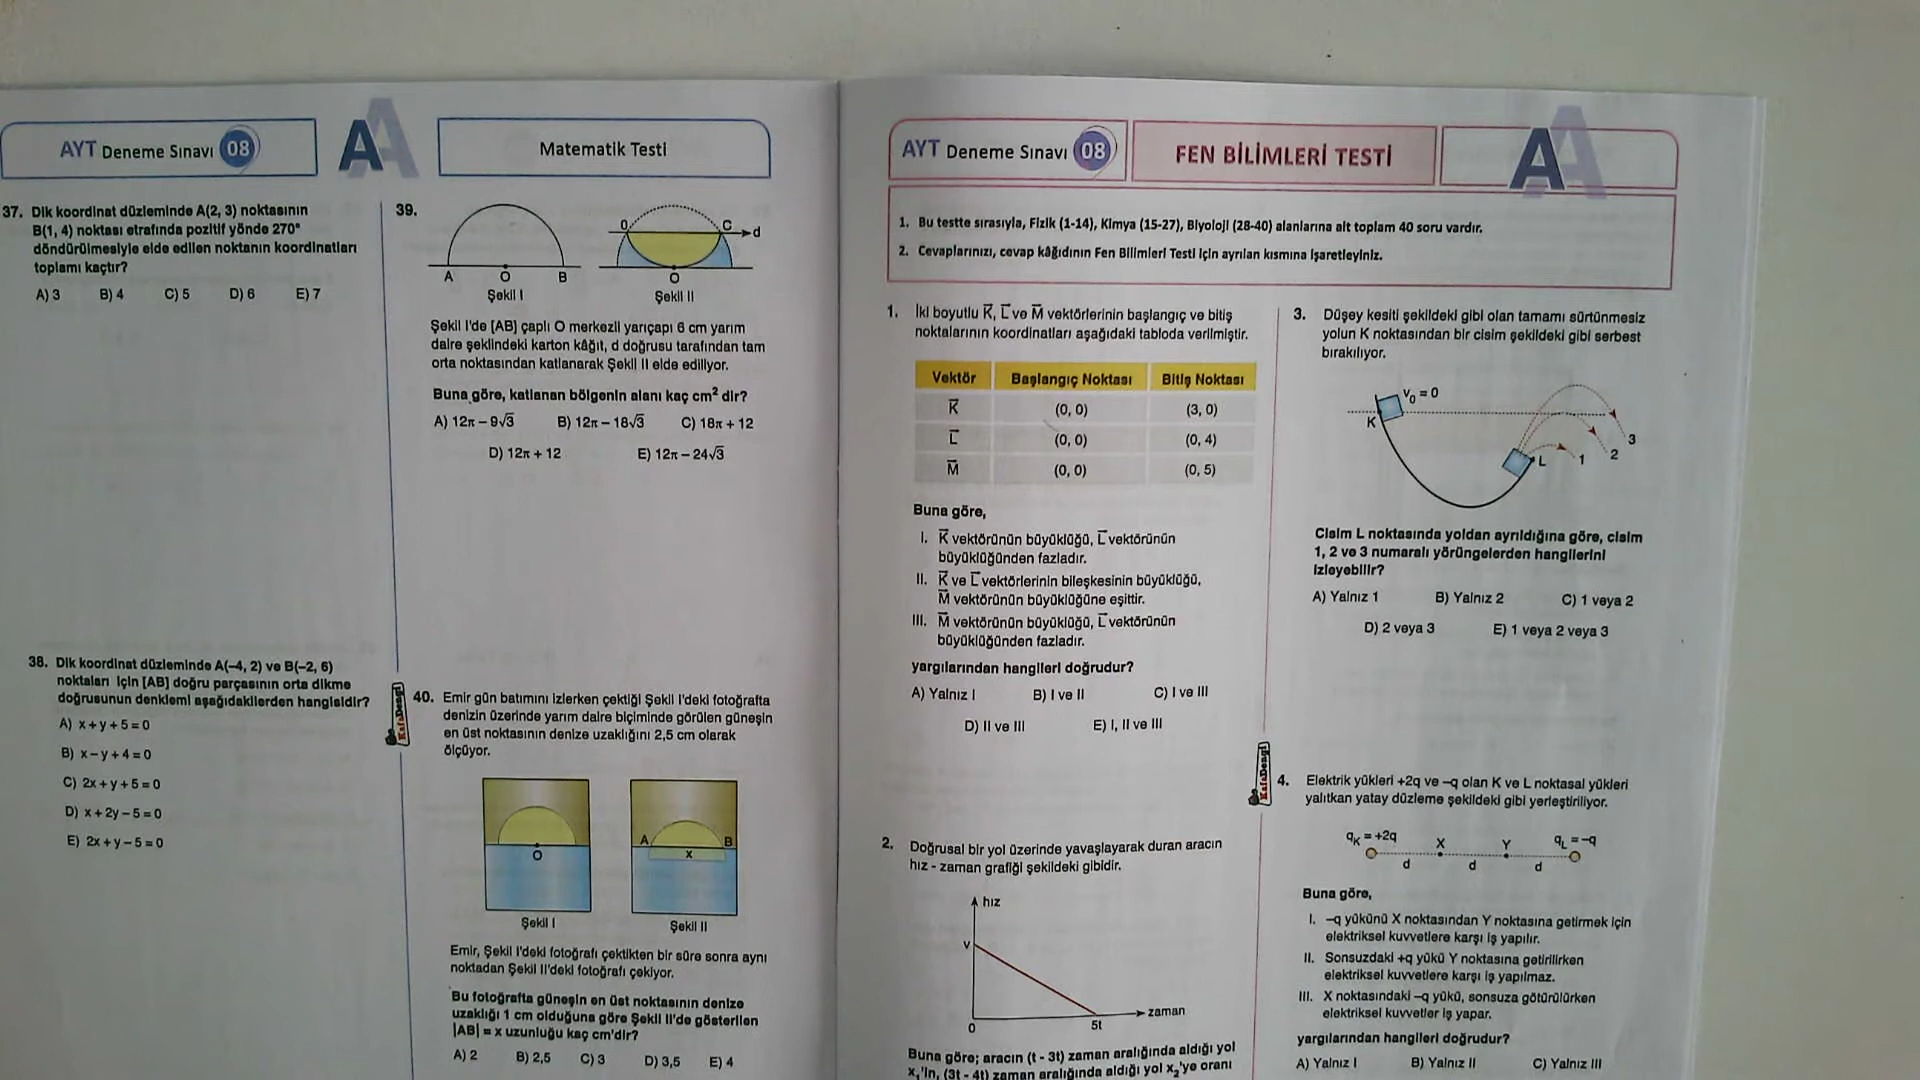 AYT Deneme Sınavı 08
A
Matematik Testi
37. Dik koordinat düzleminde A(2, 3) noktasının
B(1, 4) noktası etrafında pozitif yönde 270°
döndürülmesiyle elde edilen noktanın koordinatları
toplamı kaçtır?
A) 3 B) 4 C) 5 D) 6 E) 7
38. Dik koordinat düzleminde A(–4, 2) ve B(–2, 6)
noktaları için [AB] doğru parçasının orta dikme
doğrusunun denklemi aşağıdakilerden hangisidir?
A) x + y + 5 = 0
B) x – y + 4 = 0
C) 2x + y + 5 = 0
D) x + 2y – 5 = 0
E) 2x + y – 5 = 0
39.
A O B
Şekil I
O C d
O
Şekil II
Şekil I'de [AB] çaplı O merkezli yarıçapı 6 cm yarım
daire şeklindeki karton kâğıt, d doğrusu tarafından tam
orta noktasından katlanarak Şekil II elde ediliyor.
Buna göre, katlanan bölgenin alanı kaç cm² dir?
A) 12π – 9√3 B) 12π – 18√3 C) 18π + 12
D) 12π + 12 E) 12π – 24√3
KafaDengi
40. Emir gün batımını izlerken çektiği Şekil I'deki fotoğrafta
denizin üzerinde yarım daire biçiminde görülen güneşin
en üst noktasının denize uzaklığını 2,5 cm olarak
ölçüyor.
O
Şekil I
A B
x
Şekil II
Emir, Şekil I'deki fotoğrafı çektikten bir süre sonra aynı
noktadan Şekil II'deki fotoğrafı çekiyor.
Bu fotoğrafta güneşin en üst noktasının denize
uzaklığı 1 cm olduğuna göre Şekil II'de gösterilen
|AB| = x uzunluğu kaç cm'dir?
A) 2 B) 2,5 C) 3 D) 3,5 E) 4
AYT Deneme Sınavı 08
FEN BİLİMLERİ TESTİ
A
1. Bu testte sırasıyla, Fizik (1-14), Kimya (15-27), Biyoloji (28-40) alanlarına ait toplam 40 soru vardır.
2. Cevaplarınızı, cevap kâğıdının Fen Bilimleri Testi için ayrılan kısmına işaretleyiniz.
1. İki boyutlu K, L ve M vektörlerinin başlangıç ve bitiş
noktalarının koordinatları aşağıdaki tabloda verilmiştir.
Vektör Başlangıç Noktası Bitiş Noktası
K (0, 0) (3, 0)
L (0, 0) (0, 4)
M (0, 0) (0, 5)
Buna göre,
I. K vektörünün büyüklüğü, L vektörünün
büyüklüğünden fazladır.
II. K ve L vektörlerinin bileşkesinin büyüklüğü,
M vektörünün büyüklüğüne eşittir.
III. M vektörünün büyüklüğü, L vektörünün
büyüklüğünden fazladır.
yargılarından hangileri doğrudur?
A) Yalnız I B) I ve II C) I ve III
D) II ve III E) I, II ve III
2. Doğrusal bir yol üzerinde yavaşlayarak duran aracın
hız - zaman grafiği şekildeki gibidir.
hız
v
zaman
0 5t
Buna göre; aracın (t - 3t) zaman aralığında aldığı yol
x₁'in, (3t - 4t) zaman aralığında aldığı yol x₂'ye oranı
3. Düşey kesiti şekildeki gibi olan tamamı sürtünmesiz
yolun K noktasından bir cisim şekildeki gibi serbest
bırakılıyor.
V₀ = 0
K
L 1 2 3
Cisim L noktasında yoldan ayrıldığına göre, cisim
1, 2 ve 3 numaralı yörüngelerden hangilerini
izleyebilir?
A) Yalnız 1 B) Yalnız 2 C) 1 veya 2
D) 2 veya 3 E) 1 veya 2 veya 3
KafaDengi
4. Elektrik yükleri +2q ve –q olan K ve L noktasal yükleri
yalıtkan yatay düzleme şekildeki gibi yerleştiriliyor.
qK = +2q X Y qL = –q
d d d
Buna göre,
I. –q yükünü X noktasından Y noktasına getirmek için
elektriksel kuvvetlere karşı iş yapılır.
II. Sonsuzdaki +q yükü Y noktasına getirilirken
elektriksel kuvvetlere karşı iş yapılmaz.
III. X noktasındaki –q yükü, sonsuza götürülürken
elektriksel kuvvetler iş yapar.
yargılarından hangileri doğrudur?
A) Yalnız I B) Yalnız II C) Yalnız III